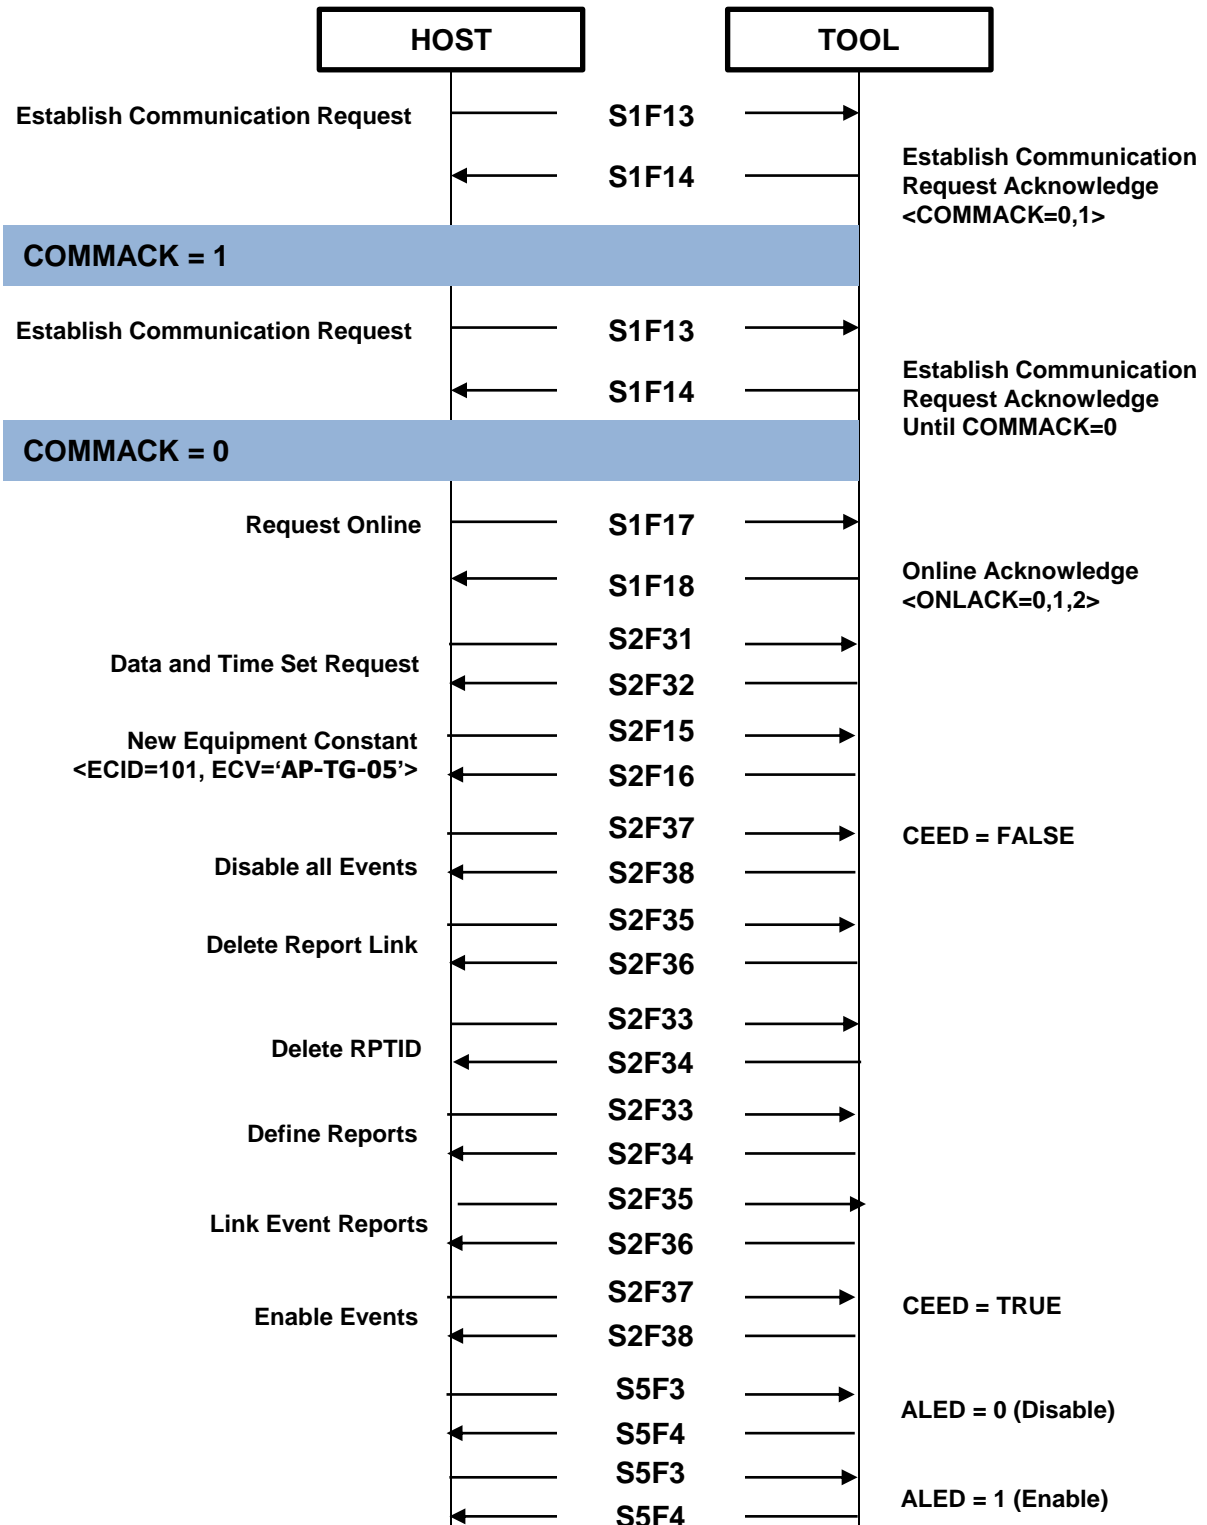 HOST
TOOL
Establish Communication Request
S1F13
S1F14
Establish Communication
Request Acknowledge
<COMMACK=0,1>
COMMACK = 1
Establish Communication Request
S1F13
S1F14
Establish Communication
Request Acknowledge
Until COMMACK=0
COMMACK = 0
Request Online
S1F17
S1F18
Online Acknowledge
<ONLACK=0,1,2>
S2F31
Data and Time Set Request
S2F32
S2F15
New Equipment Constant
<ECID=101, ECV=‘AP-TG-05’>
S2F16
S2F37
CEED = FALSE
Disable all Events
S2F38
S2F35
Delete Report Link
S2F36
S2F33
Delete RPTID
S2F34
S2F33
Define Reports
S2F34
S2F35
Link Event Reports
S2F36
S2F37
Enable Events
CEED = TRUE
S2F38
S5F3
ALED = 0 (Disable)
S5F4
S5F3
ALED = 1 (Enable)
S5F4